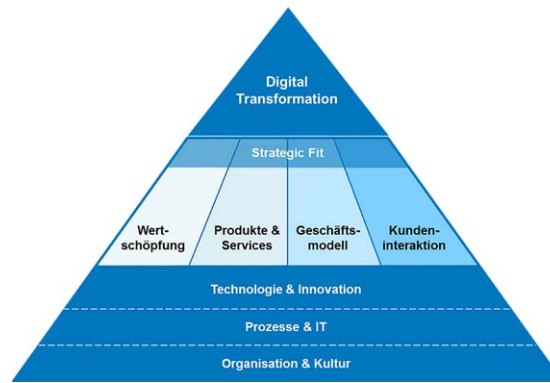 Digital
Transformation
Strategic Fit
Wert-
schöpfung
Produkte &
Services
Geschäfts-
modell
Kunden-
interaktion
Technologie & Innovation
Prozesse & IT
Organisation & Kultur